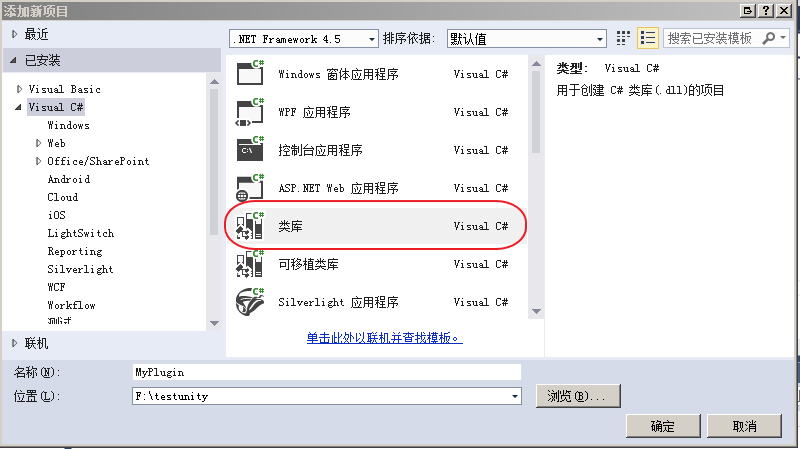 添加新项目
最近
.NET Framework 4.5
排序依据:
默认值
搜索已安装模板
已安装
Visual Basic
Visual C#
Windows
Web
Office/SharePoint
Android
Cloud
iOS
LightSwitch
Reporting
Silverlight
WCF
Workflow
测试
联机
Windows 窗体应用程序 Visual C#
WPF 应用程序 Visual C#
控制台应用程序 Visual C#
ASP.NET Web 应用程序 Visual C#
类库 Visual C#
可移植类库 Visual C#
Silverlight 应用程序 Visual C#
单击此处以联机并查找模板。
类型: Visual C#
用于创建 C# 类库(.dll)的项目
名称(N): MyPlugin
位置(L): F:\testunity
浏览(B)...
确定
取消